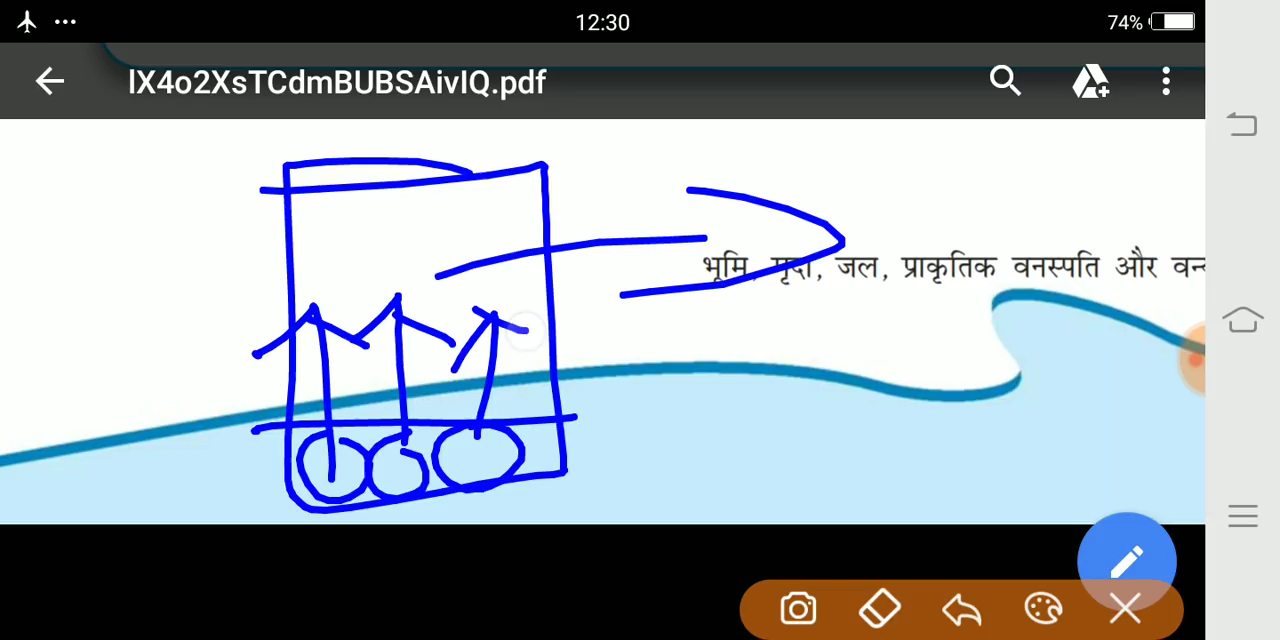 12:30
74%
lX4o2XsTCdmBUBSAivIQ.pdf
भूमि, मृदा, जल, प्राकृतिक वनस्पति और